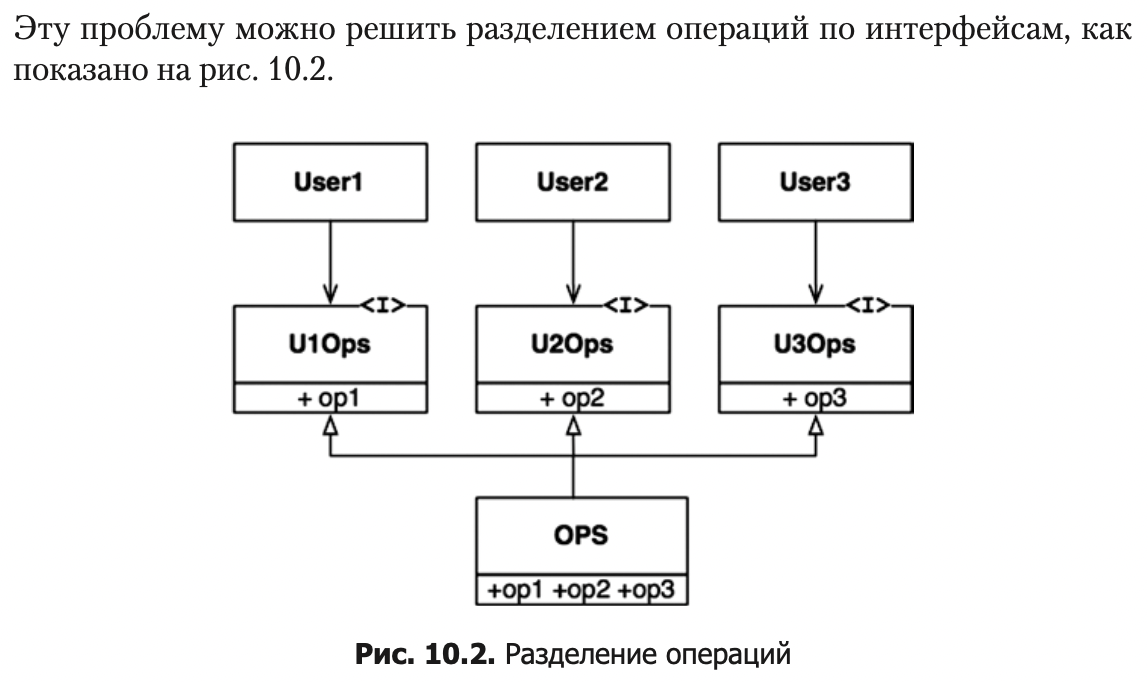 Эту проблему можно решить разделением операций по интерфейсам, как
показано на рис. 10.2.
User1 User2 User3
<I> <I> <I>
U1Ops U2Ops U3Ops
+ op1 + op2 + op3
OPS
+op1 +op2 +op3
Рис. 10.2. Разделение операций